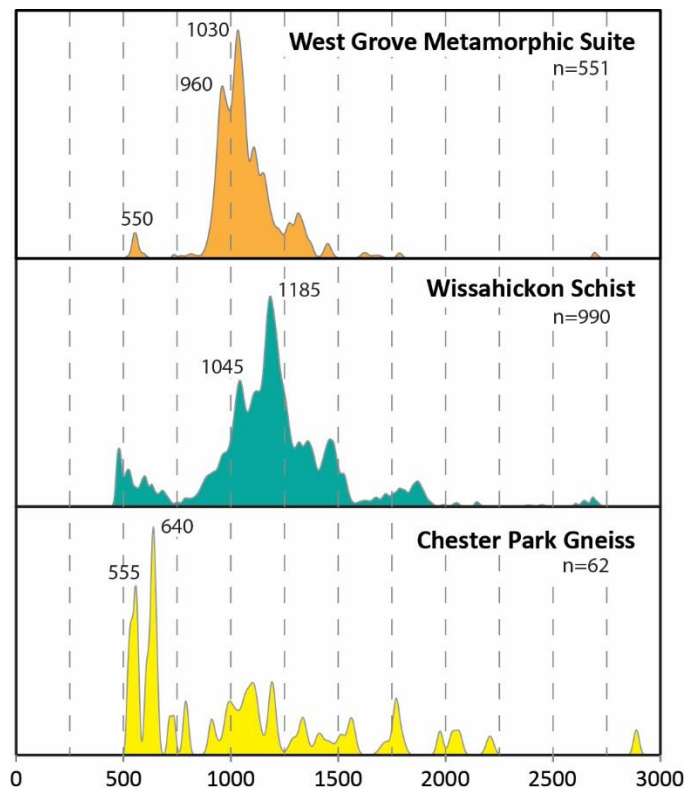 1030
West Grove Metamorphic Suite
n=551
960
550
1185
Wissahickon Schist
n=990
1045
640
Chester Park Gneiss
n=62
555
0 500 1000 1500 2000 2500 3000